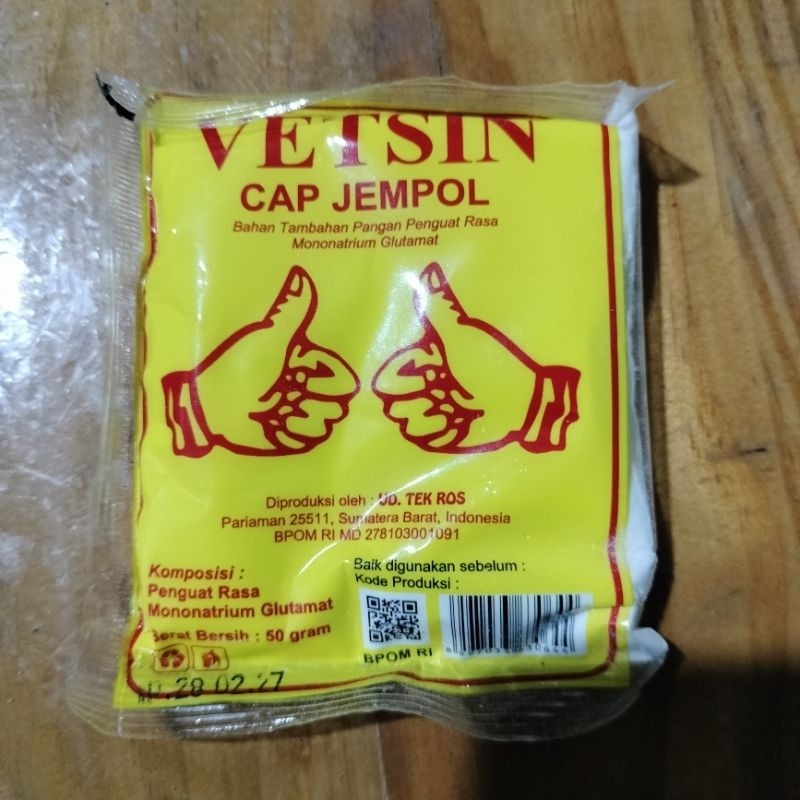 VETSIN
CAP JEMPOL
Bahan Tambahan Pangan Penguat Rasa
Mononatrium Glutamat
Diproduksi oleh : UD. TEK ROS
Pariaman 25511, Sumatera Barat, Indonesia
BPOM RI MD 278103001091
Komposisi :
Penguat Rasa
Mononatrium Glutamat
Berat Bersih : 50 gram
Baik digunakan sebelum :
Kode Produksi :
BPOM RI
28 02.27